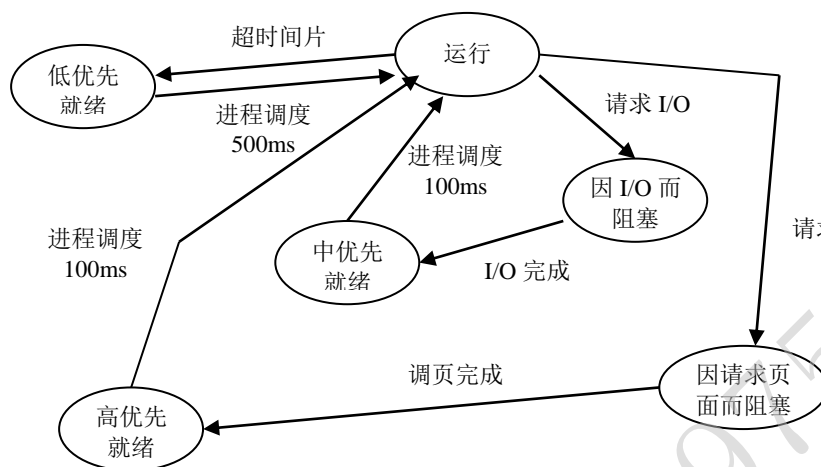 超时间片
运行
低优先
就绪
进程调度
500ms
请求 I/O
进程调度
100ms
因 I/O 而
阻塞
进程调度
100ms
中优先
就绪
I/O 完成
调页完成
因请求页
面而阻塞
高优先
就绪